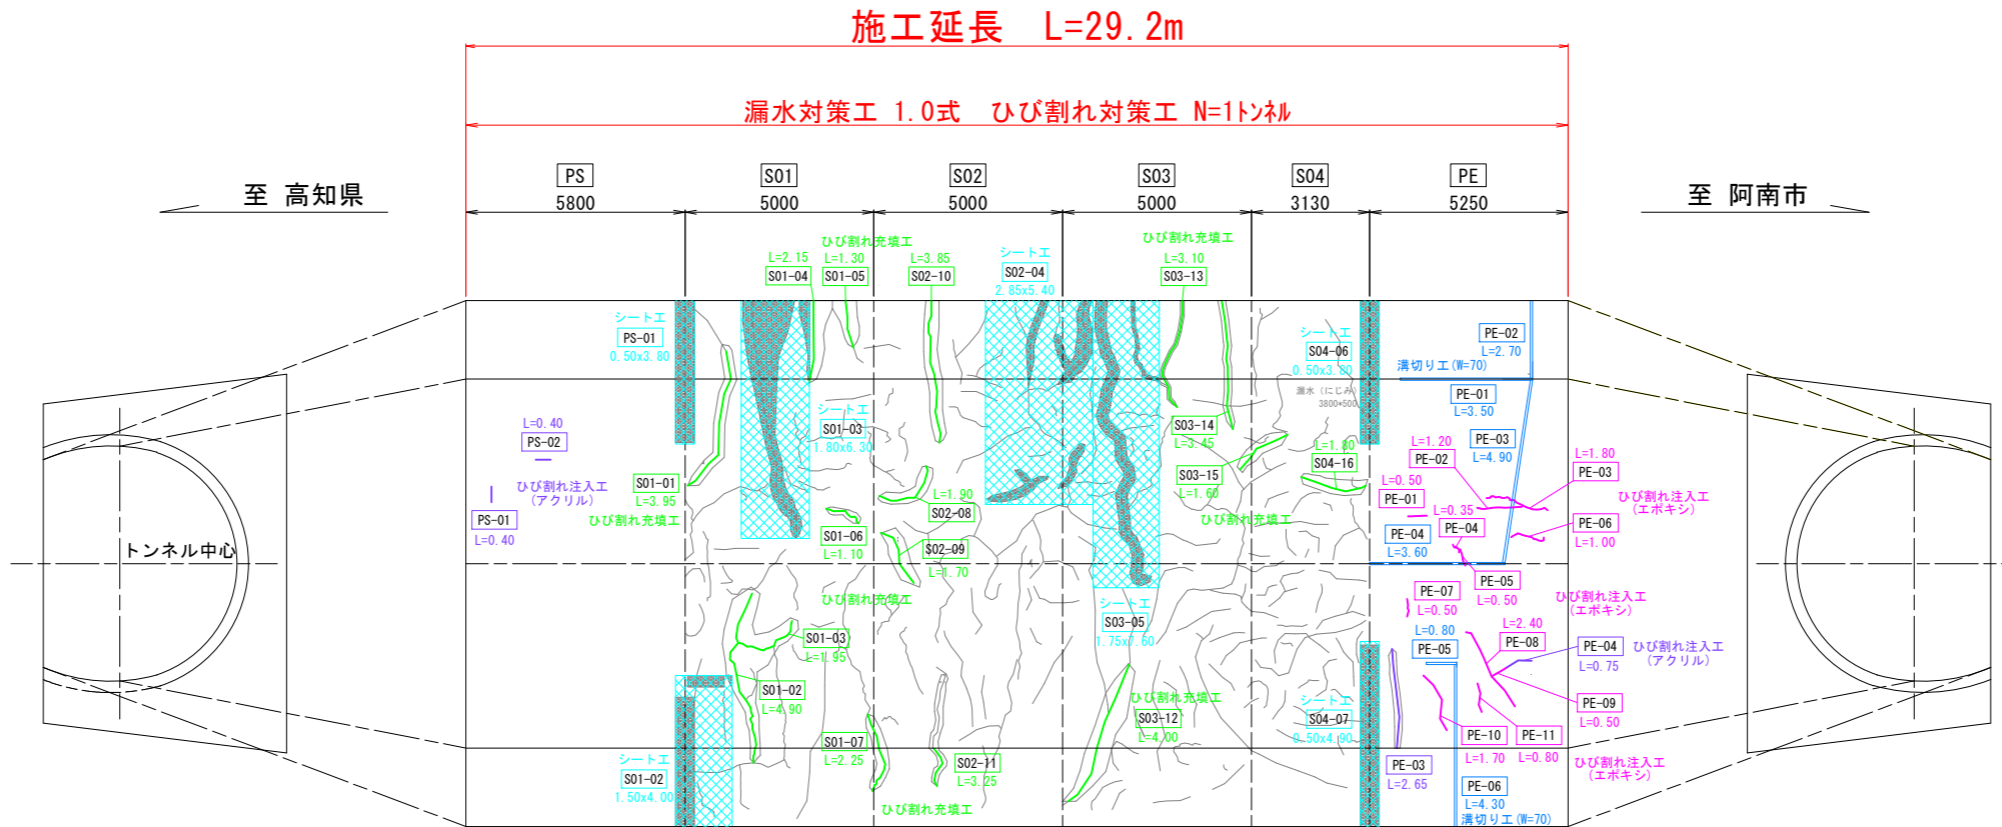 施工延長 L=29.2m
漏水対策工 1.0式 ひび割れ対策工 N=1トンネル
至 高知県
PS
5800
S01
5000
S02
5000
S03
5000
S04
3130
PE
5250
至 阿南市
ひび割れ充填工
L=2.15
S01-04
L=1.30
S01-05
L=3.85
S02-10
シート工
S02-04
2.85x5.40
ひび割れ充填工
L=3.10
S03-13
シート工
PS-01
0.50x3.80
シート工
S04-06
0.50x3.80
漏水（にじみ）
3800*500
PE-02
L=2.70
溝切り工(W=70)
PE-01
L=3.50
L=0.40
PS-02
シート工
S01-03
1.80x6.30
S03-14
L=3.45
L=1.20
PE-02
PE-03
L=4.90
L=1.80
PE-03
S01-01
L=3.95
ひび割れ充填工
ひび割れ注入工
（アクリル）
PS-01
L=0.40
L=1.90
S02-08
S03-15
L=1.60
L=1.80
S04-16
L=0.50
PE-01
ひび割れ注入工
（エポキシ）
ひび割れ充填工
L=0.35
PE-04
PE-06
L=1.00
トンネル中心
S01-06
L=1.10
S02-09
L=1.70
PE-04
L=3.60
PE-05
L=0.50
ひび割れ充填工
シート工
S03-05
1.75x7.60
PE-07
L=0.50
ひび割れ注入工
（エポキシ）
S01-03
L=1.95
L=0.80
PE-05
L=2.40
PE-08
PE-04
L=0.75
ひび割れ注入工
（アクリル）
S01-02
L=4.90
ひび割れ充填工
S03-12
L=4.00
シート工
S04-07
0.50x4.90
PE-09
L=0.50
S01-07
L=2.25
S02-11
L=3.25
PE-10
L=1.70
PE-11
L=0.80
シート工
S01-02
1.50x4.00
PE-03
L=2.65
ひび割れ注入工
（エポキシ）
PE-06
L=4.30
溝切り工(W=70)
ひび割れ充填工